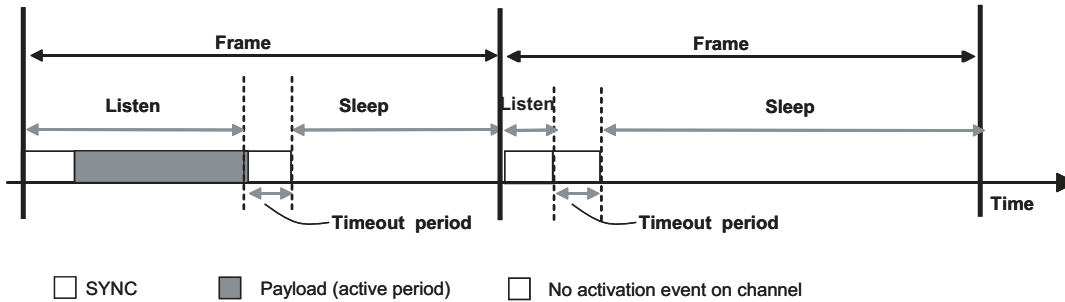 Frame
Frame
Listen
Sleep
Listen
Sleep
Timeout period
Timeout period
Time
SYNC
Payload (active period)
No activation event on channel